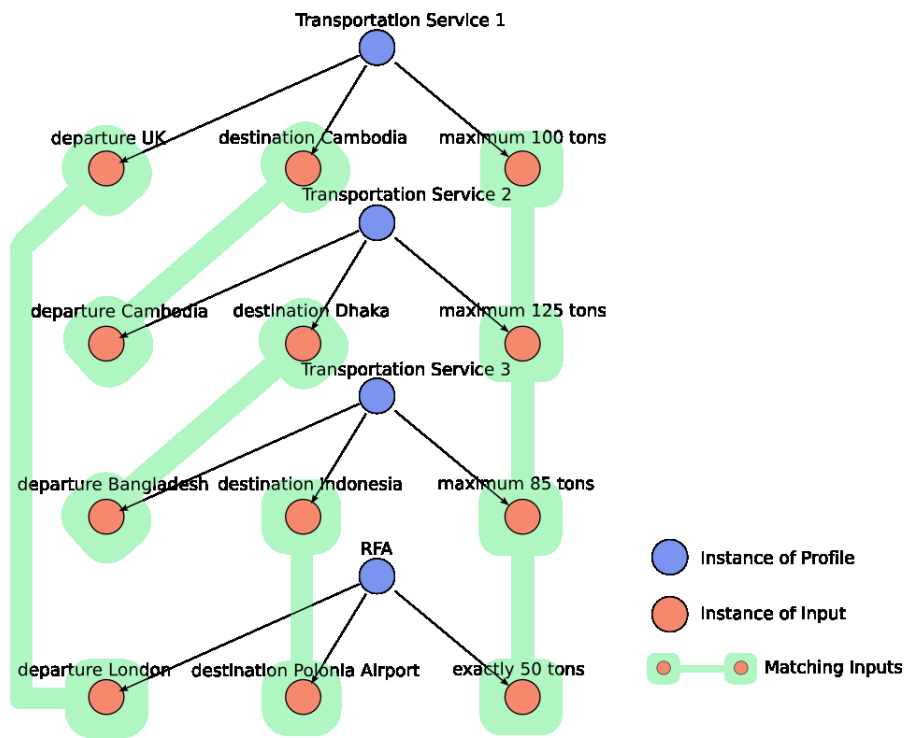 Transportation Service 1
departure UK
destination Cambodia
maximum 100 tons
Transportation Service 2
departure Cambodia
destination Dhaka
maximum 125 tons
Transportation Service 3
departure Bangladesh
destination Indonesia
maximum 85 tons
RFA
departure London
destination Polonia Airport
exactly 50 tons
Instance of Profile
Instance of Input
Matching Inputs